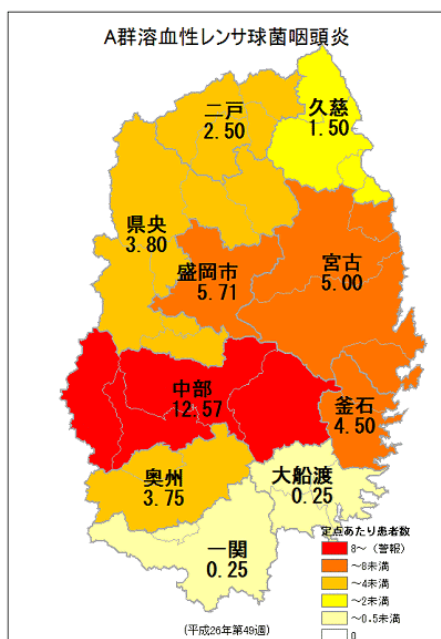 A群溶血性レンサ球菌咽頭炎
二戸
2.50
久慈
1.50
県央
3.80
盛岡市
5.71
宮古
5.00
中部
12.57
釜石
4.50
奥州
3.75
大船渡
0.25
一関
0.25
定点あたり患者数
8～（警報）
～8未満
～4未満
～2未満
～0.5未満
0
(平成26年第49週)